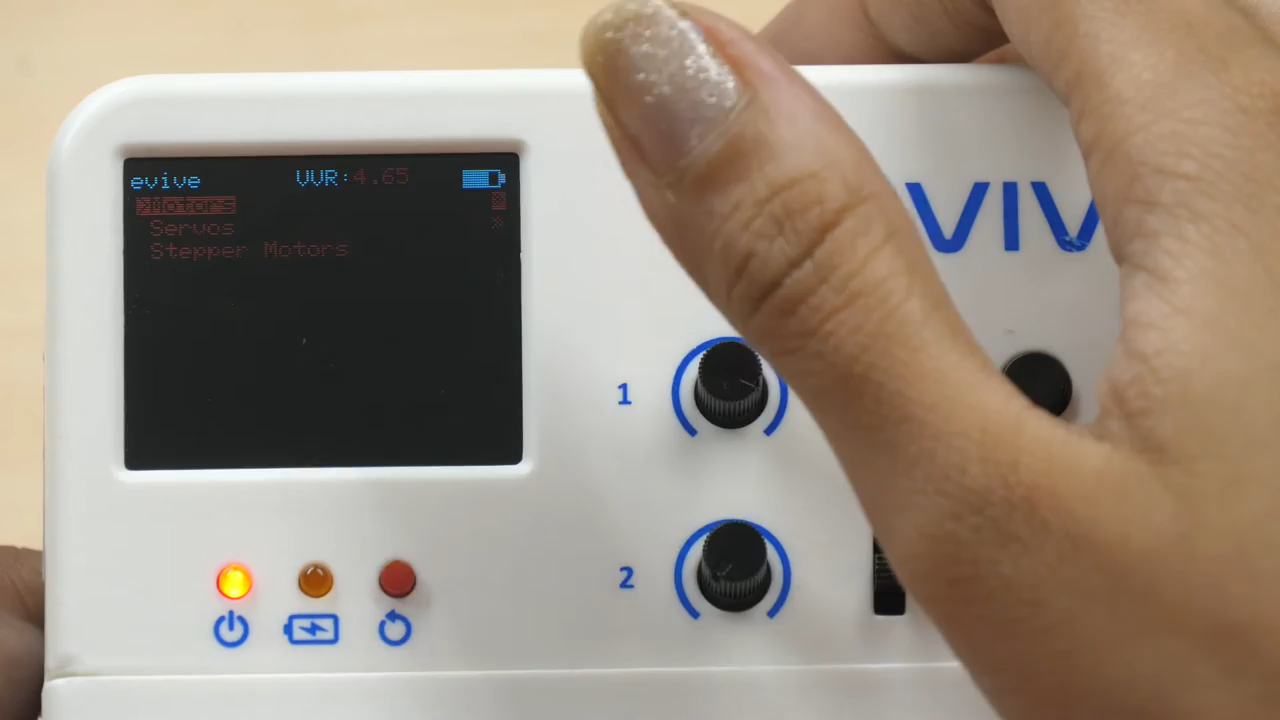 evive VVR:4.65
Motors
Servos
Stepper Motors
VIV
1
2